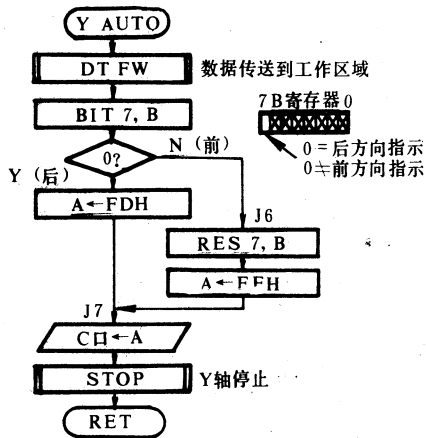 Y AUTO
DT FW
数据传送到工作区域
BIT 7, B
7 B寄存器 0
0?
N (前)
Y (后)
0=后方向指示
0≠前方向指示
A←FDH
J6
RES 7, B
A←FFH
J7
C口←A
STOP
Y轴停止
RET